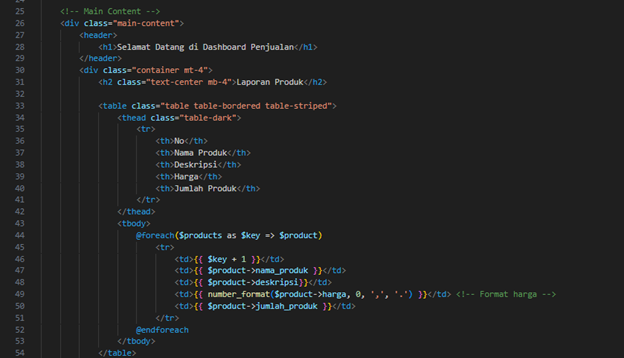 25 <!-- Main Content -->
26 <div class="main-content">
27 <header>
28 <h1>Selamat Datang di Dashboard Penjualan</h1>
29 </header>
30 <div class="container mt-4">
31 <h2 class="text-center mb-4">Laporan Produk</h2>
32
33 <table class="table table-bordered table-striped">
34 <thead class="table-dark">
35 <tr>
36 <th>No</th>
37 <th>Nama Produk</th>
38 <th>Deskripsi</th>
39 <th>Harga</th>
40 <th>Jumlah Produk</th>
41 </tr>
42 </thead>
43 <tbody>
44 @foreach($products as $key => $product)
45 <tr>
46 <td>{{ $key + 1 }}</td>
47 <td>{{ $product->nama_produk }}</td>
48 <td>{{ $product->deskripsi}}</td>
49 <td>{{ number_format($product->harga, 0, ',', '.') }}</td> <!-- Format harga -->
50 <td>{{ $product->jumlah_produk }}</td>
51 </tr>
52 @endforeach
53 </tbody>
54 </table>